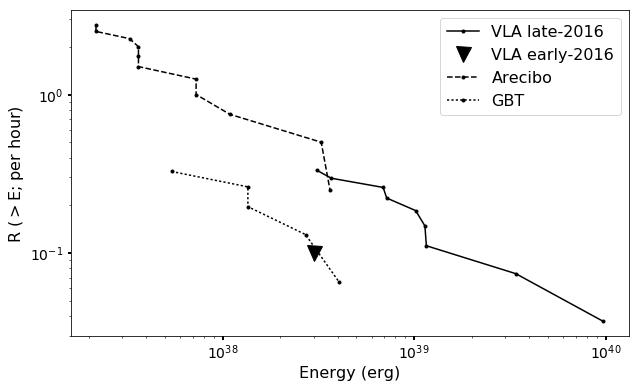 VLA late-2016
VLA early-2016
Arecibo
GBT
R ( > E; per hour)
10⁰
10⁻¹
10³⁸
10³⁹
10⁴⁰
Energy (erg)